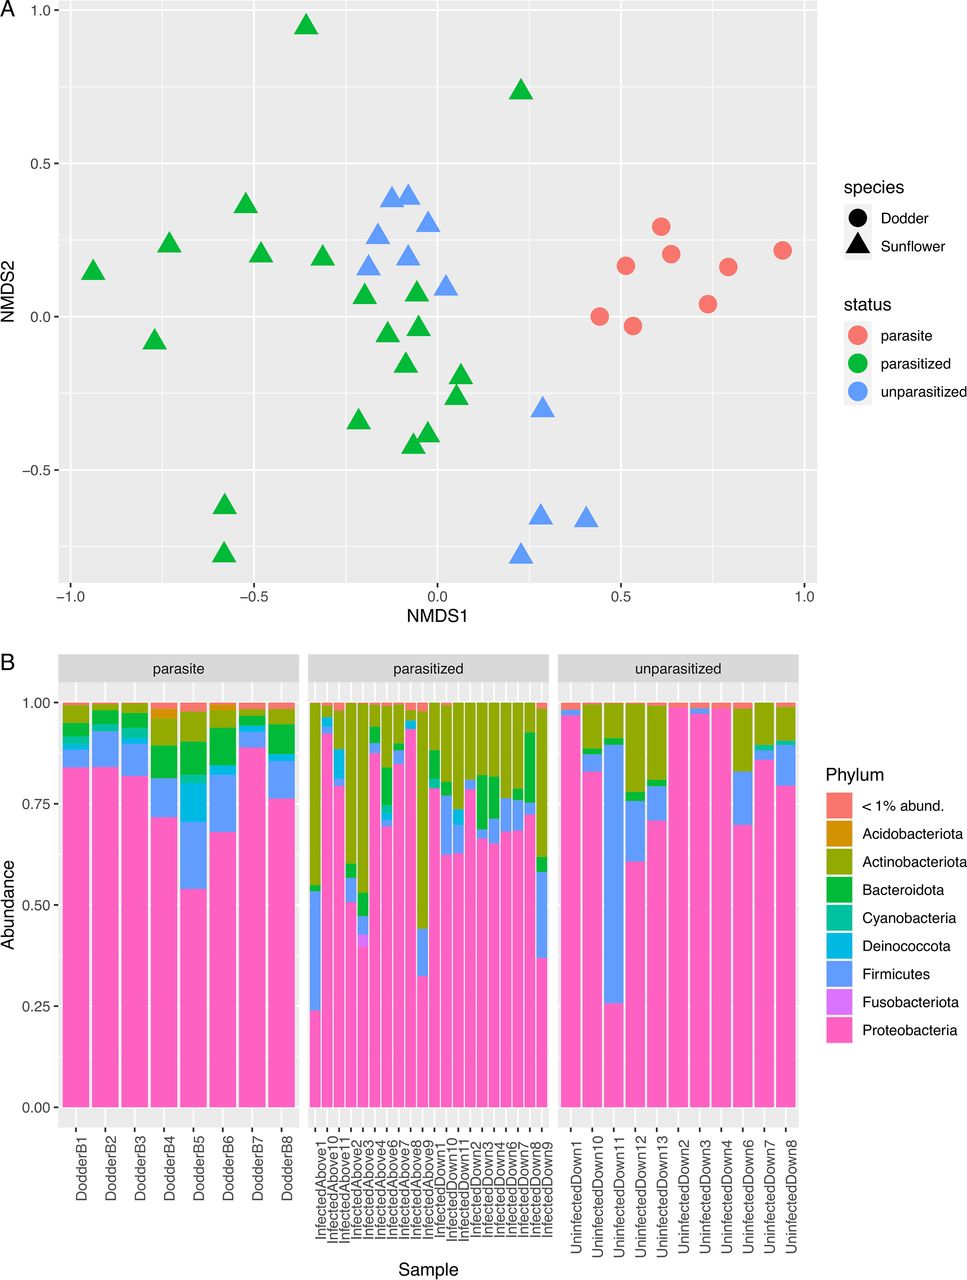 A
1.0
0.5
0.0
−0.5
NMDS2
−1.0
−0.5
0.0
0.5
1.0
NMDS1
species
Dodder
Sunflower
status
parasite
parasitized
unparasitized
B
parasite
parasitized
unparasitized
1.00
0.75
0.50
0.25
0.00
Abundance
DodderB1
DodderB2
DodderB3
DodderB4
DodderB5
DodderB6
DodderB7
DodderB8
InfectedAbove1
InfectedAbove10
InfectedAbove11
InfectedAbove2
InfectedAbove3
InfectedAbove4
InfectedAbove6
InfectedAbove7
InfectedAbove8
InfectedAbove9
InfectedDown1
InfectedDown10
InfectedDown11
InfectedDown2
InfectedDown3
InfectedDown4
InfectedDown6
InfectedDown7
InfectedDown8
InfectedDown9
UninfectedDown1
UninfectedDown10
UninfectedDown11
UninfectedDown12
UninfectedDown13
UninfectedDown2
UninfectedDown3
UninfectedDown4
UninfectedDown6
UninfectedDown7
UninfectedDown8
Sample
Phylum
< 1% abund.
Acidobacteriota
Actinobacteriota
Bacteroidota
Cyanobacteria
Deinococcota
Firmicutes
Fusobacteriota
Proteobacteria